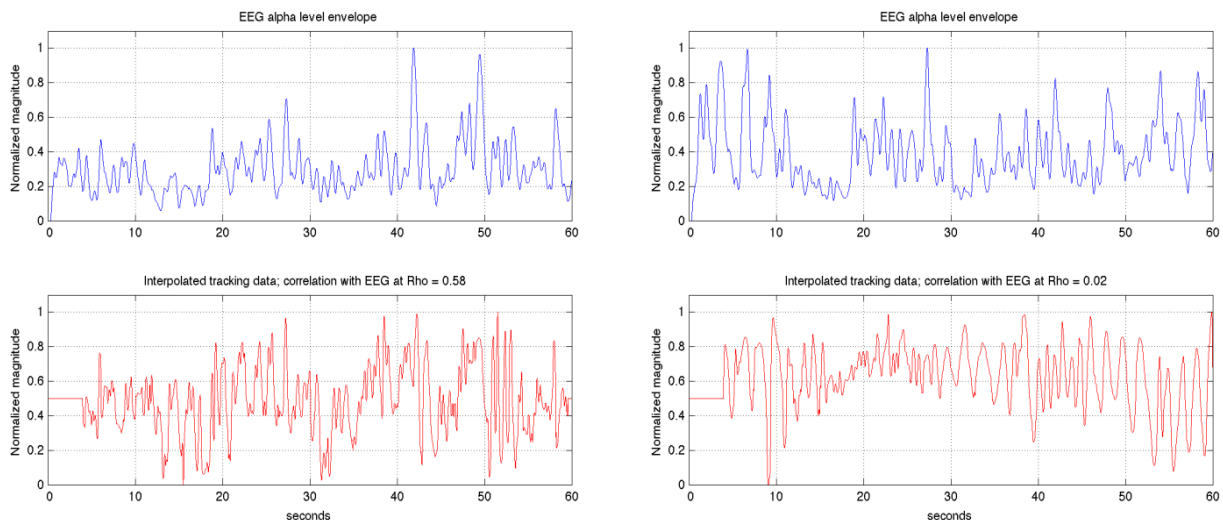 EEG alpha level envelope
Normalized magnitude
1
0.8
0.6
0.4
0.2
0
0 10 20 30 40 50 60
Interpolated tracking data; correlation with EEG at Rho = 0.58
Normalized magnitude
1
0.8
0.6
0.4
0.2
0
0 10 20 30 40 50 60
seconds
EEG alpha level envelope
Normalized magnitude
1
0.8
0.6
0.4
0.2
0
0 10 20 30 40 50 60
Interpolated tracking data; correlation with EEG at Rho = 0.02
Normalized magnitude
1
0.8
0.6
0.4
0.2
0
0 10 20 30 40 50 60
seconds